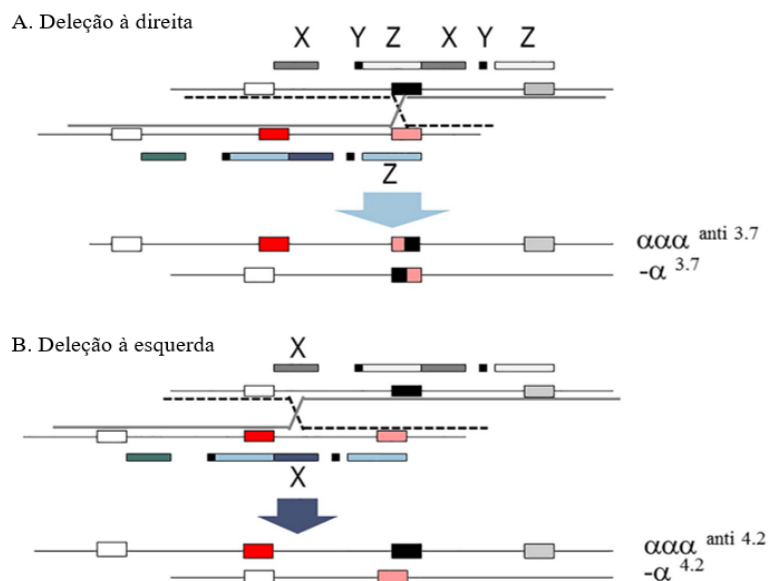 A. Deleção à direita
X Y Z X Y Z
Z
ααα anti 3.7
-α 3.7
B. Deleção à esquerda
X
X
ααα anti 4.2
-α 4.2